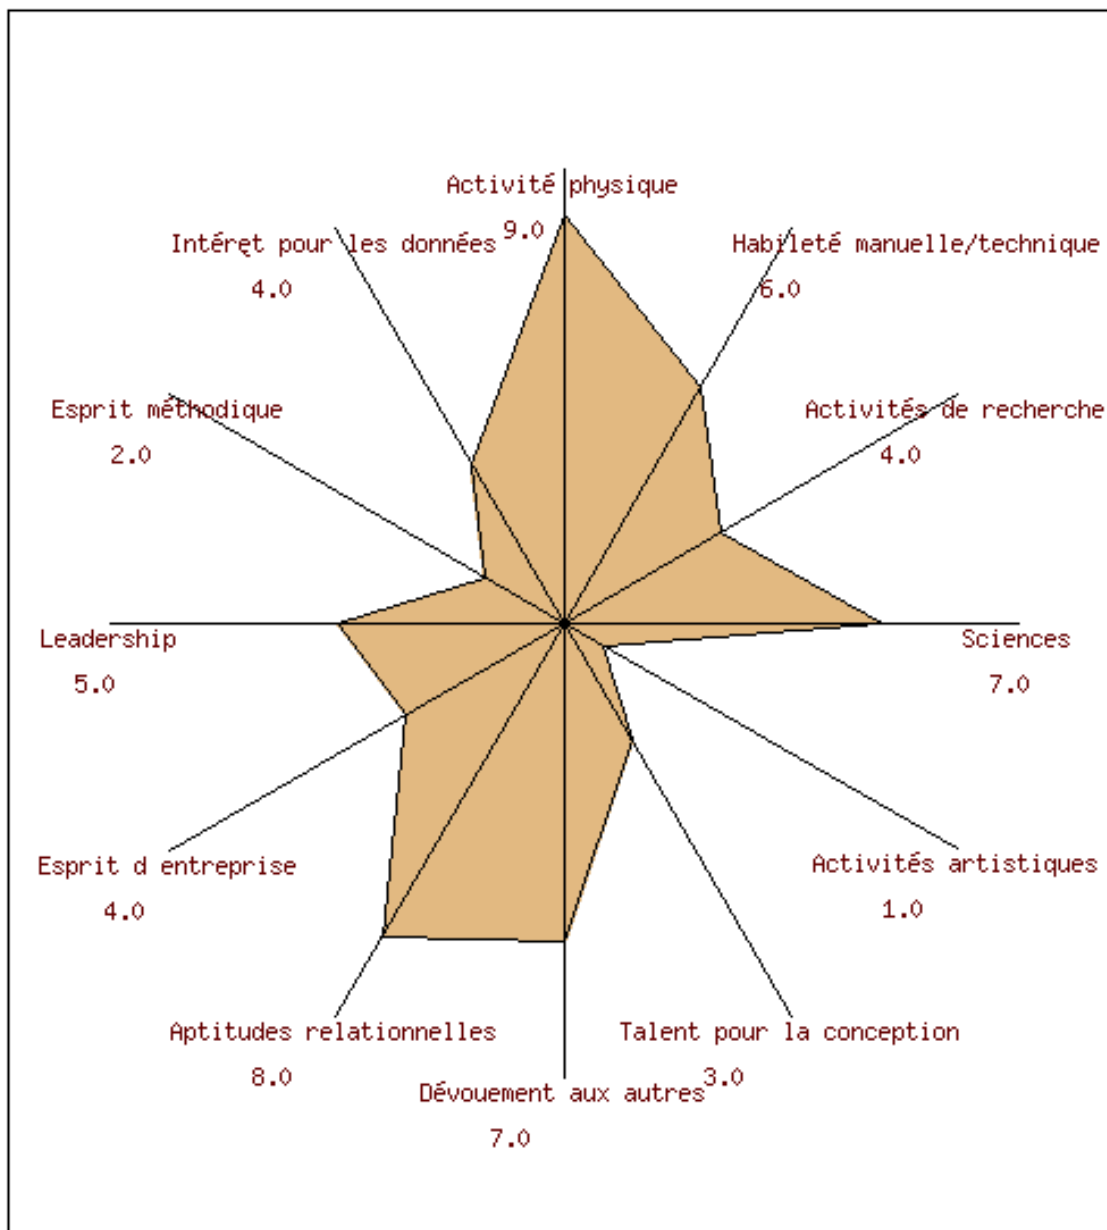 Activité physique
9.0
Intéręt pour les données
4.0
Habileté manuelle/technique
6.0
Esprit méthodique
2.0
Activités de recherche
4.0
Leadership
5.0
Sciences
7.0
Esprit d entreprise
4.0
Activités artistiques
1.0
Aptitudes relationnelles
8.0
Talent pour la conception
3.0
Dévouement aux autres
7.0